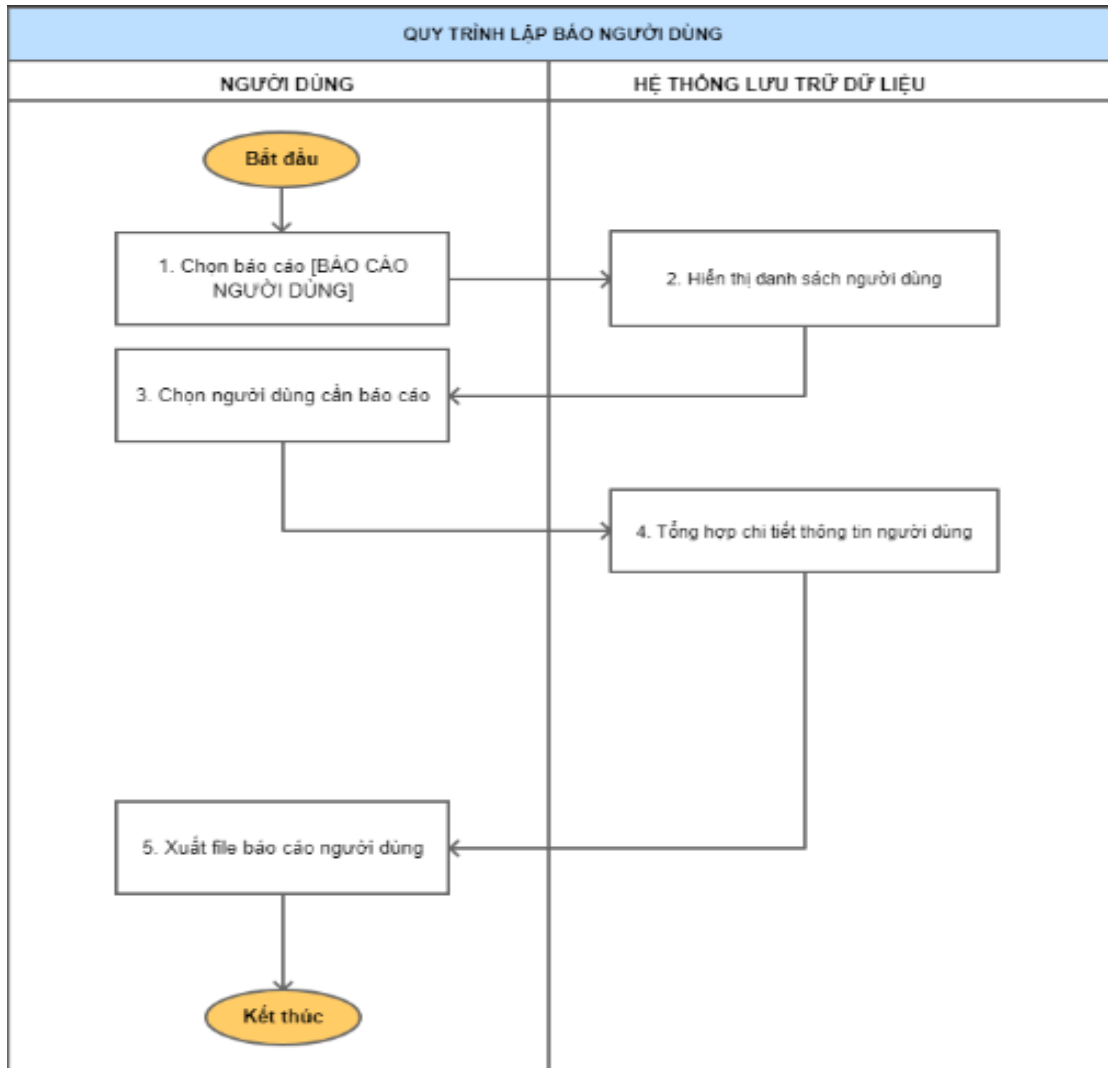 QUY TRÌNH LẬP BÁO NGƯỜI DÙNG
NGƯỜI DÙNG
HỆ THỐNG LƯU TRỮ DỮ LIỆU
Bắt đầu
1. Chọn báo cáo [BÁO CÁO
NGƯỜI DÙNG]
2. Hiển thị danh sách người dùng
3. Chọn người dùng cần báo cáo
4. Tổng hợp chi tiết thông tin người dùng
5. Xuất file báo cáo người dùng
Kết thúc